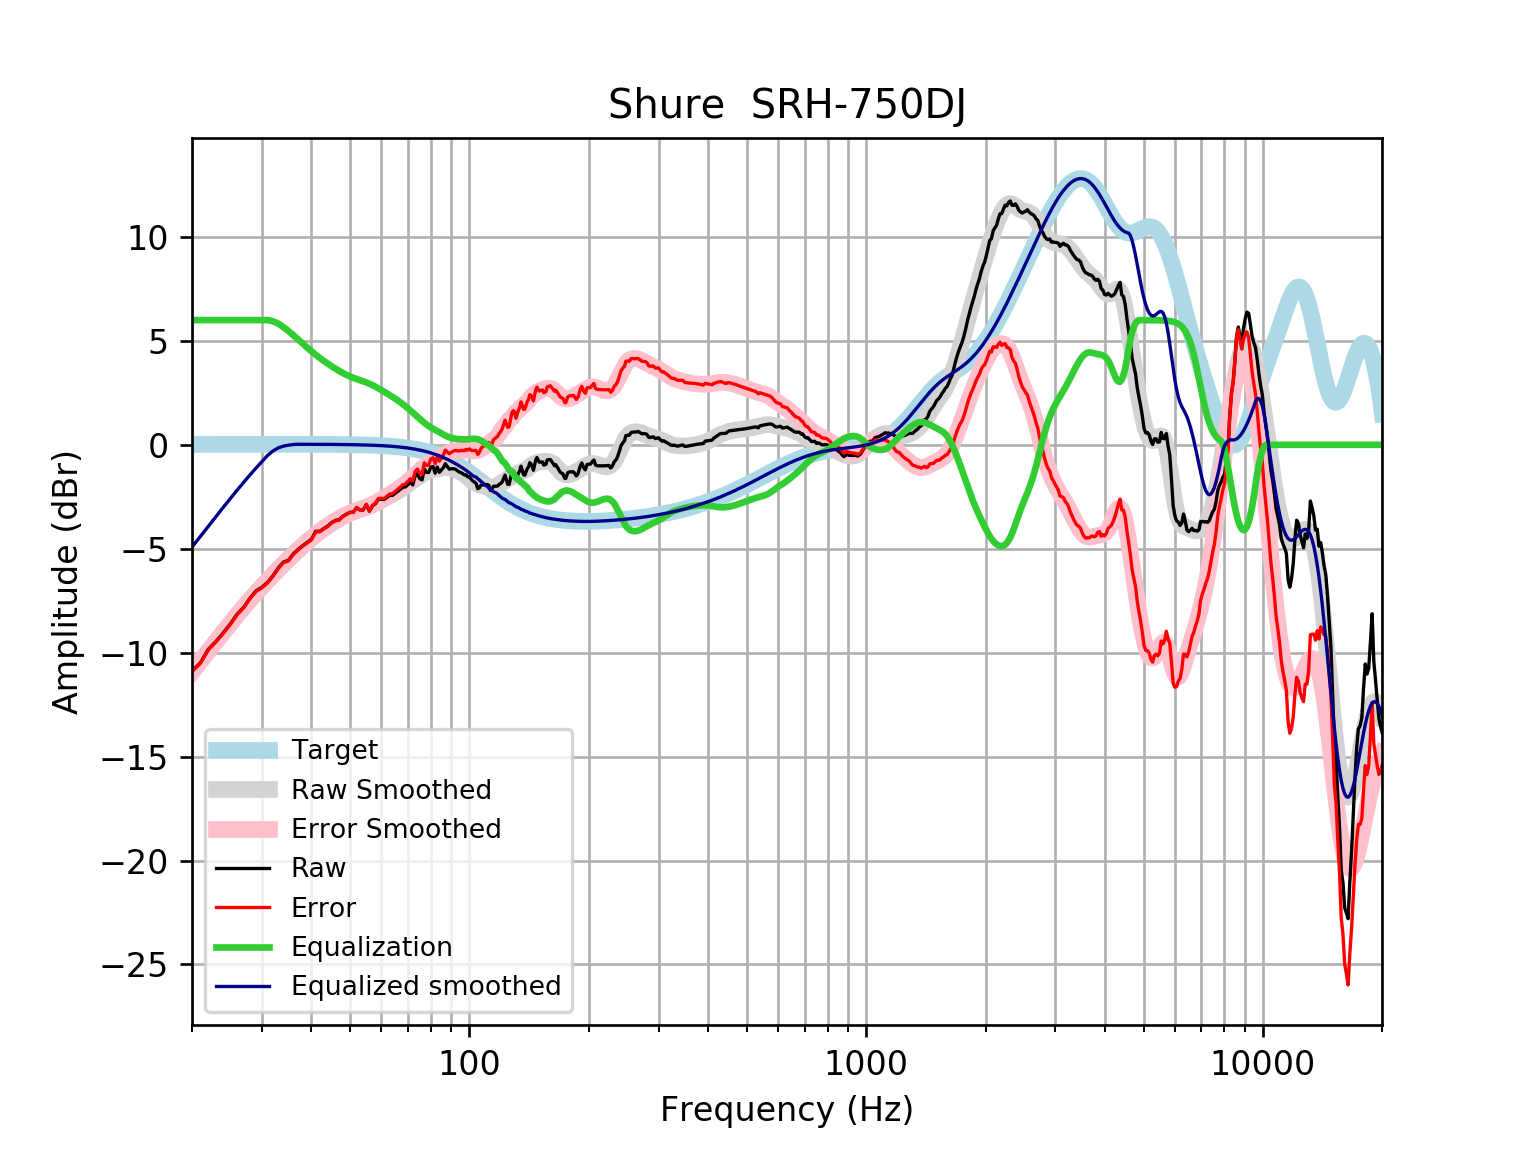 Shure  SRH-750DJ
10
5
0
−5
−10
−15
−20
−25
Amplitude (dBr)
Target
Raw Smoothed
Error Smoothed
Raw
Error
Equalization
Equalized smoothed
100
1000
10000
Frequency (Hz)